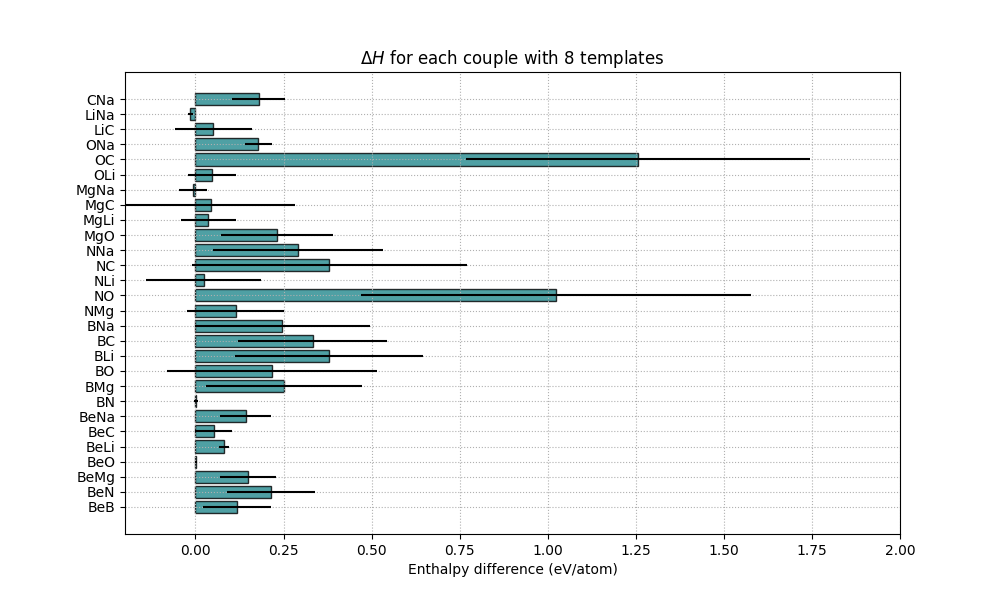 ΔH for each couple with 8 templates
CNa
LiNa
LiC
ONa
OC
OLi
MgNa
MgC
MgLi
MgO
NNa
NC
NLi
NO
NMg
BNa
BC
BLi
BO
BMg
BN
BeNa
BeC
BeLi
BeO
BeMg
BeN
BeB
0.00 0.25 0.50 0.75 1.00 1.25 1.50 1.75 2.00
Enthalpy difference (eV/atom)